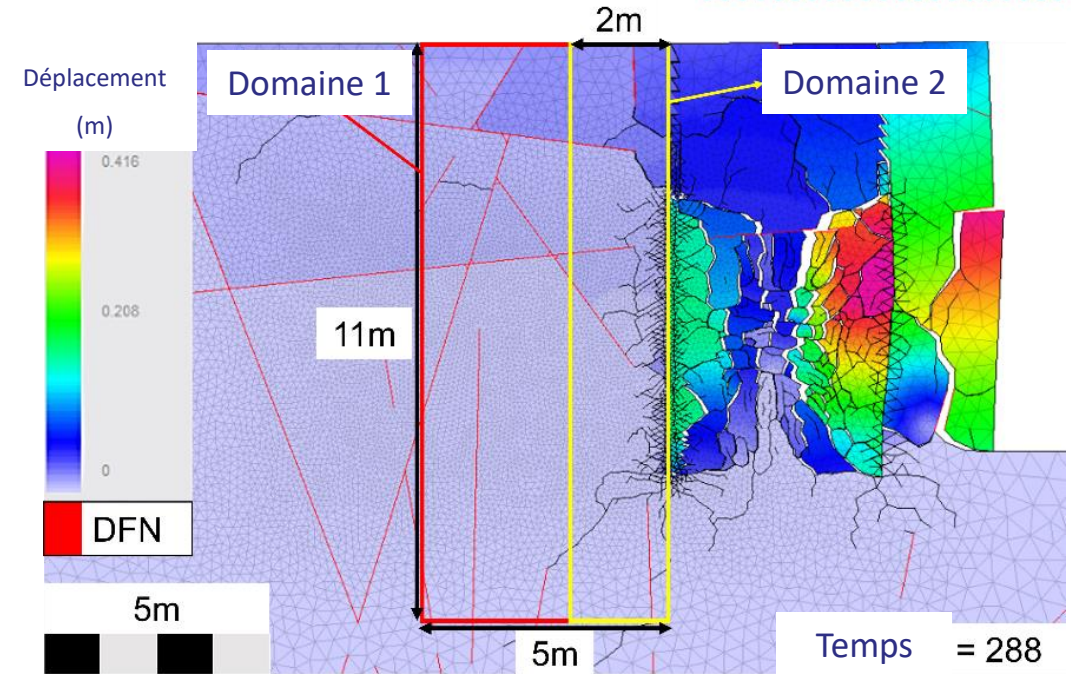 2m
Déplacement
(m)
Domaine 1
Domaine 2
0.416
0.208
11m
0
DFN
5m
5m
Temps = 288